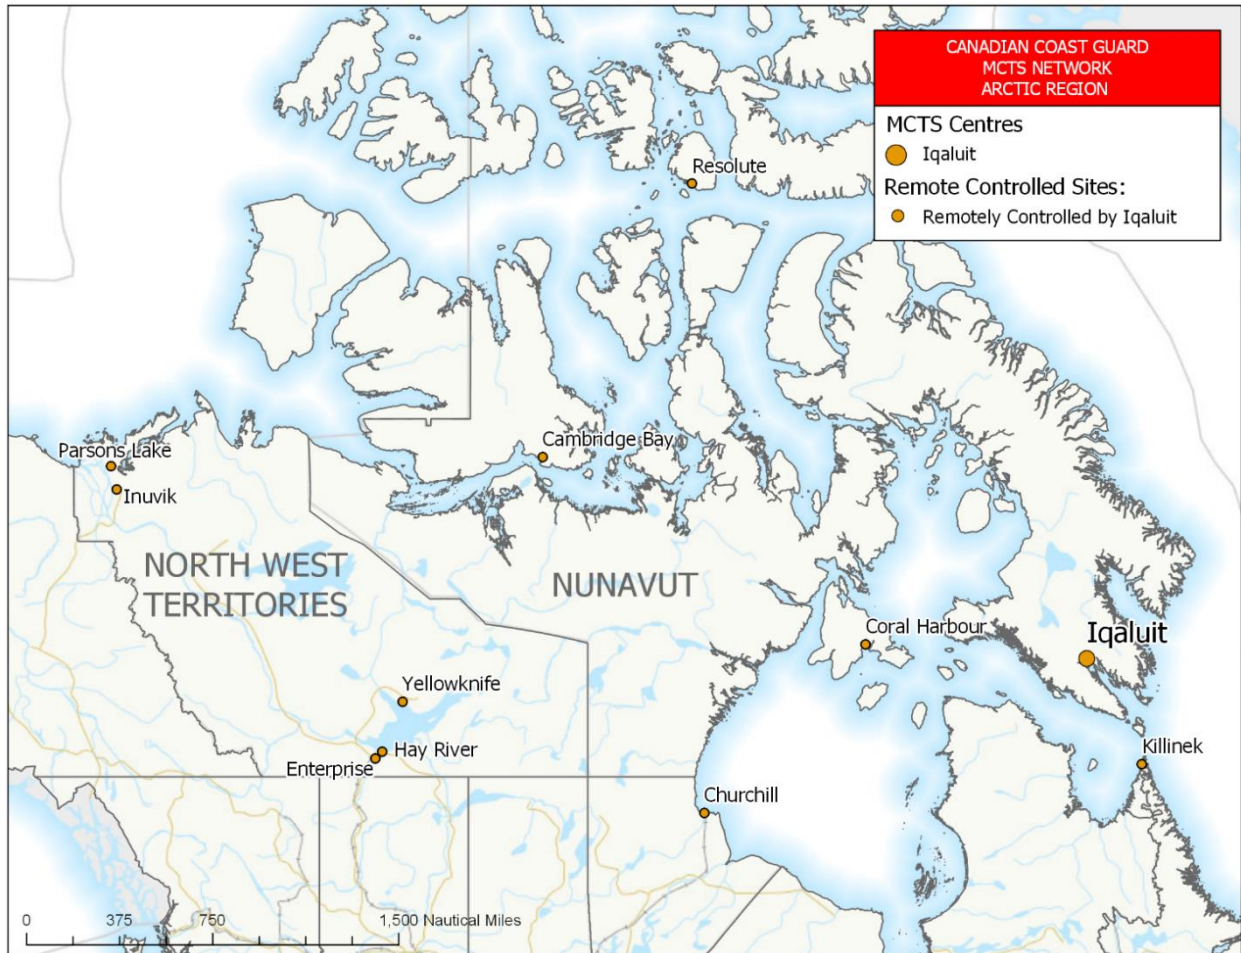 CANADIAN COAST GUARD
MCTS NETWORK
ARCTIC REGION
MCTS Centres
Iqaluit
Remote Controlled Sites:
Remotely Controlled by Iqaluit
Resolute
Cambridge Bay
Parsons Lake
Inuvik
NORTH WEST
TERRITORIES
NUNAVUT
Coral Harbour
Iqaluit
Yellowknife
Hay River
Enterprise
Killinek
Churchill
0 375 750 1,500 Nautical Miles